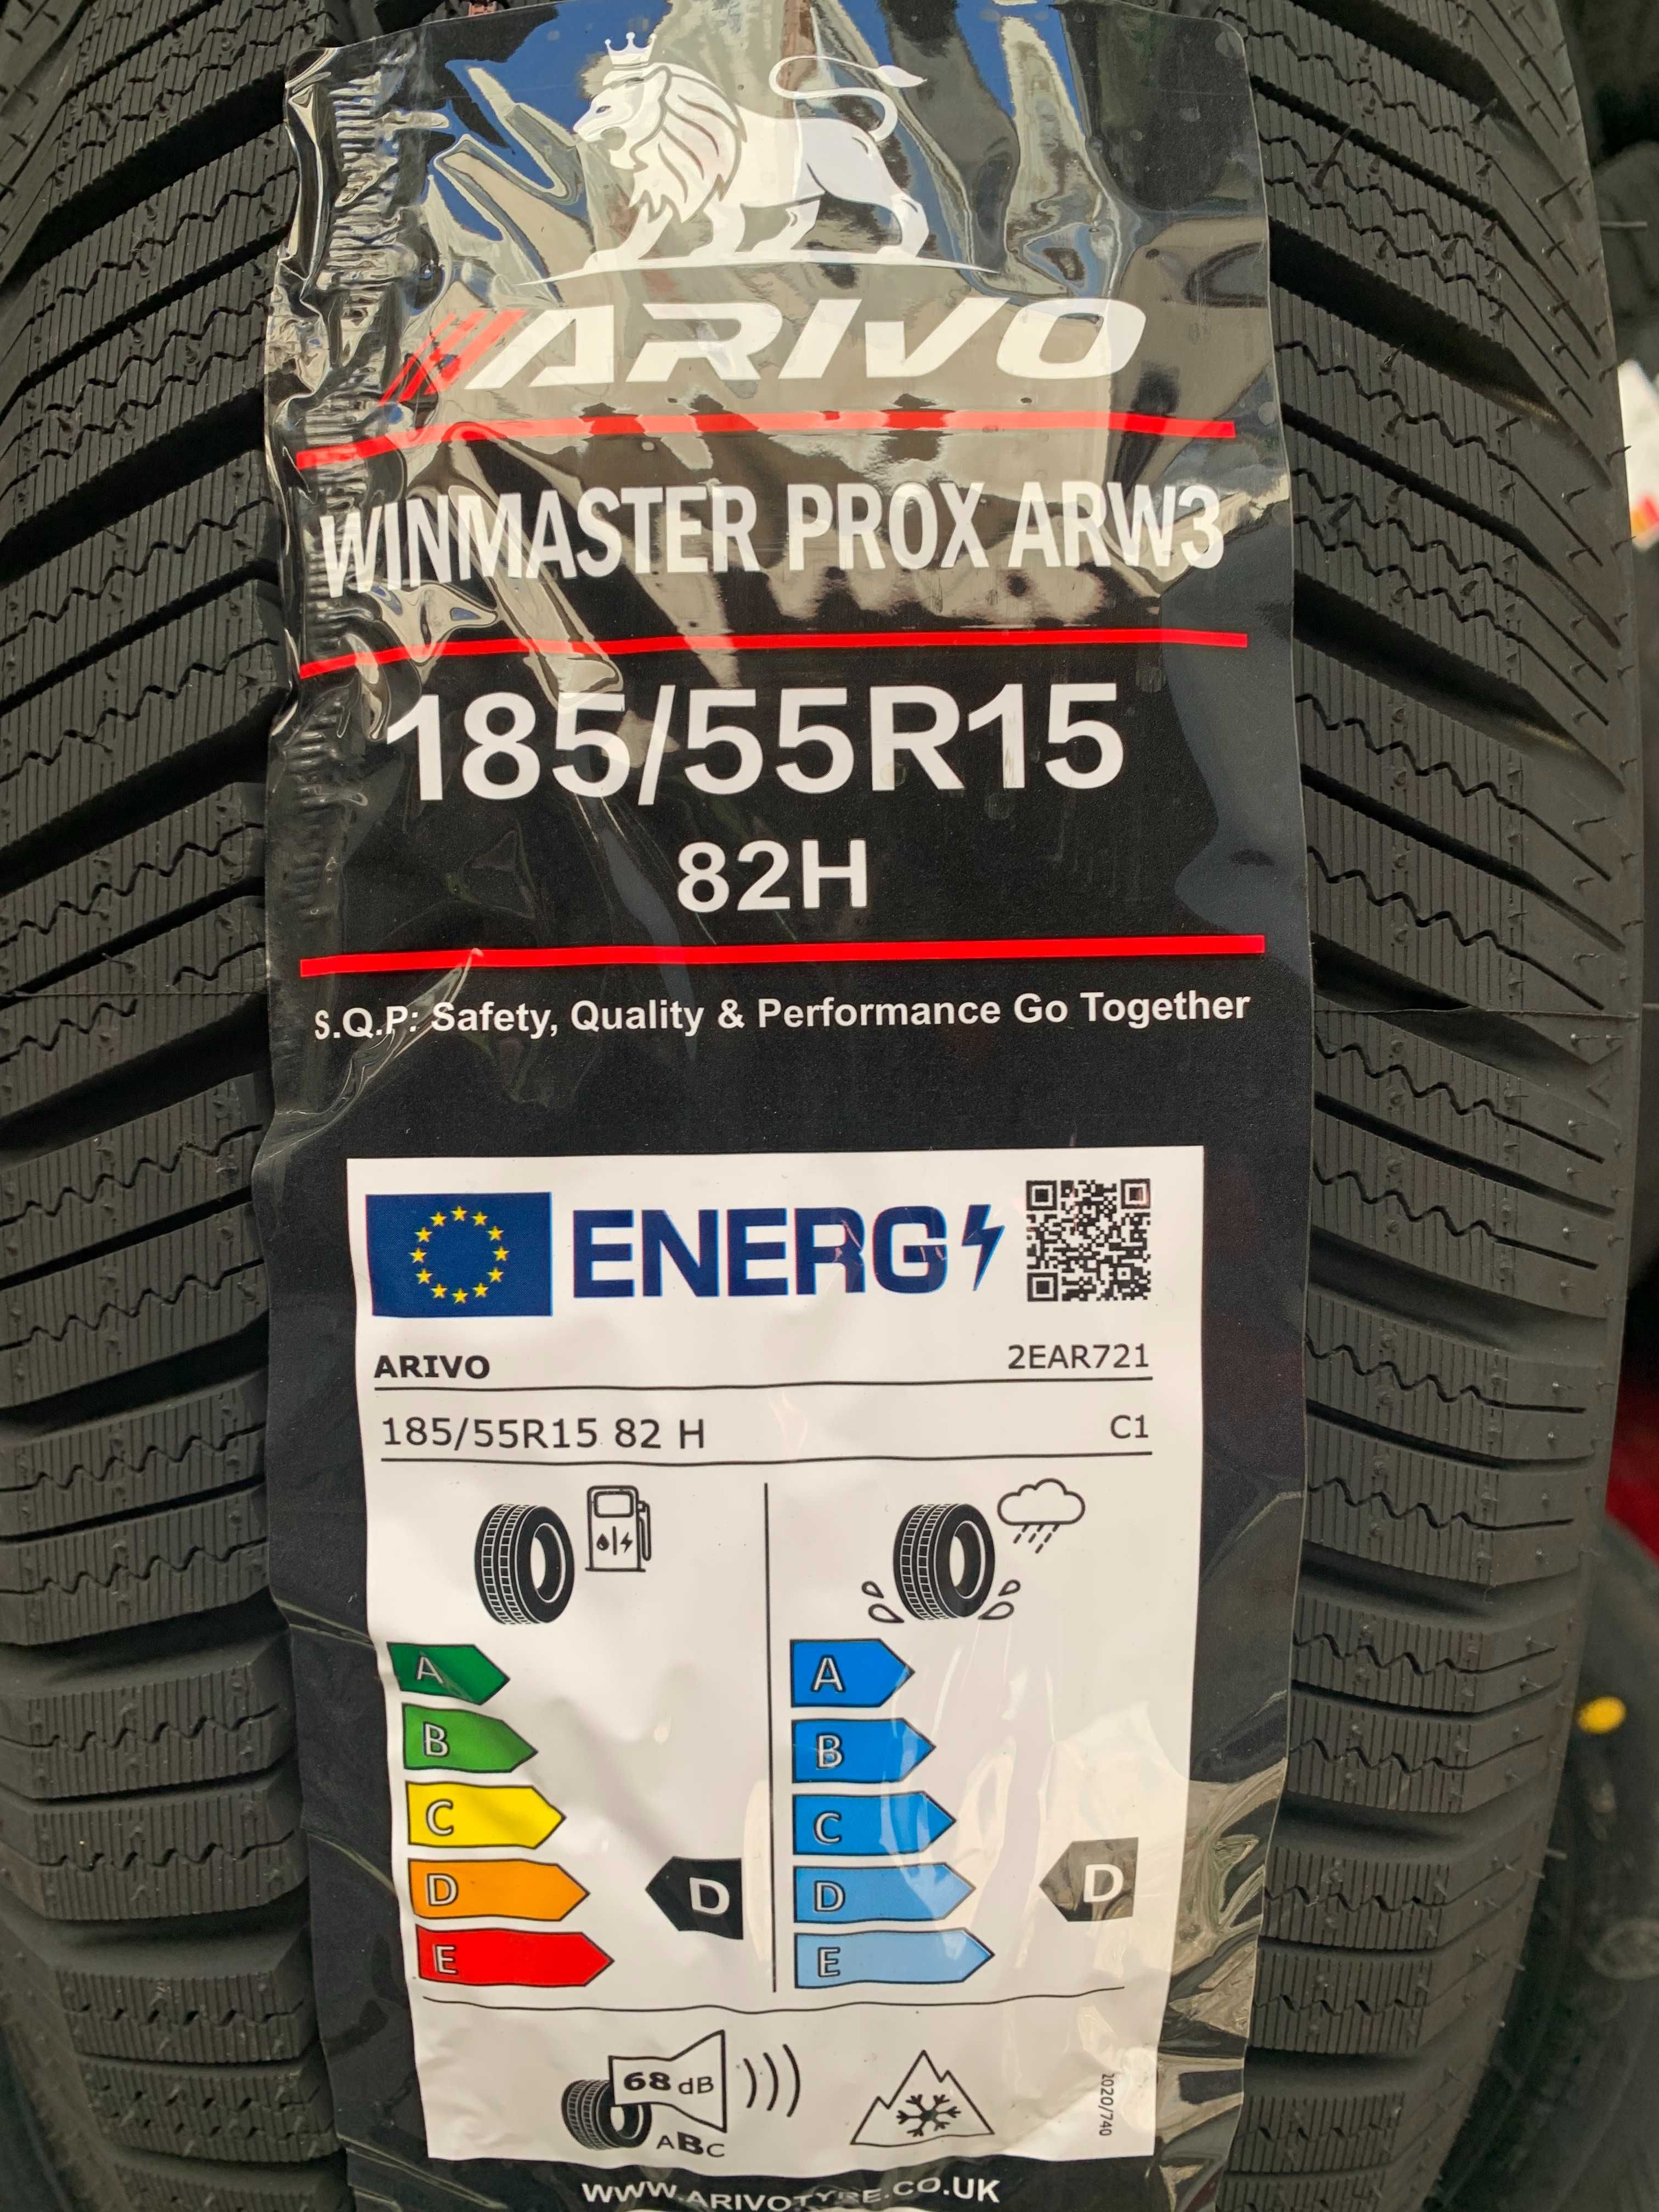 ARIVO
WINMASTER PROX ARW3
185/55R15
82H
S.Q.P: Safety, Quality & Performance Go Together
ENERG
ARIVO 2EAR721
185/55R15 82 H C1
A A
B B
C C
D D D D
E E
68 dB
ABC
2020/740
WWW.ARIVOTYRE.CO.UK